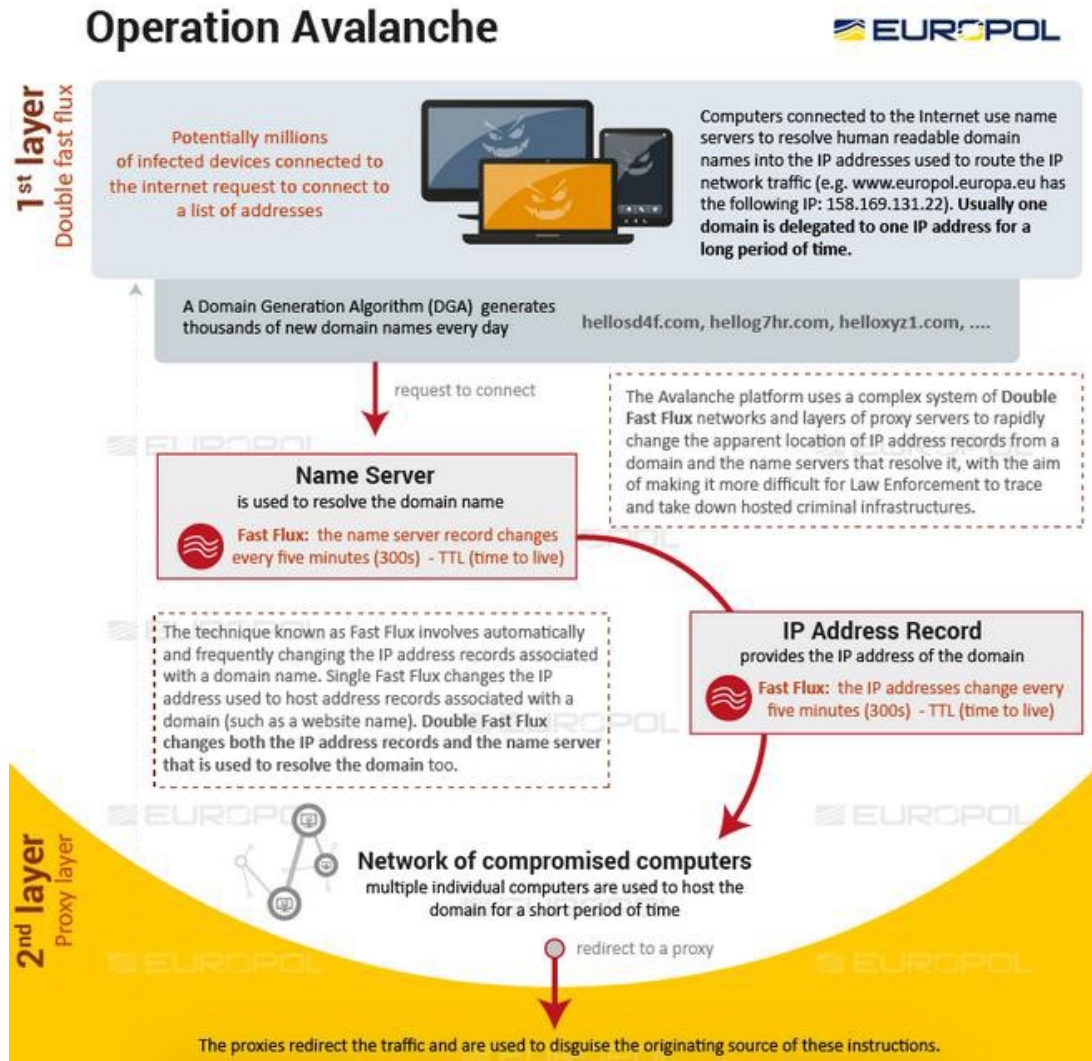 Operation Avalanche
EUROPOL
1st layer
Double fast flux
Potentially millions
of infected devices connected to
the internet request to connect to
a list of addresses
Computers connected to the Internet use name
servers to resolve human readable domain
names into the IP addresses used to route the IP
network traffic (e.g. www.europol.europa.eu has
the following IP: 158.169.131.22). Usually one
domain is delegated to one IP address for a
long period of time.
A Domain Generation Algorithm (DGA) generates
thousands of new domain names every day
hellosd4f.com, hellog7hr.com, helloxyz1.com, ....
request to connect
The Avalanche platform uses a complex system of Double
Fast Flux networks and layers of proxy servers to rapidly
change the apparent location of IP address records from a
domain and the name servers that resolve it, with the aim
of making it more difficult for Law Enforcement to trace
and take down hosted criminal infrastructures.
EUROPOL
EUROPOL
Name Server
is used to resolve the domain name
Fast Flux: the name server record changes
every five minutes (300s) - TTL (time to live)
EUROPOL
EUROPOL
The technique known as Fast Flux involves automatically
and frequently changing the IP address records associated
with a domain name. Single Fast Flux changes the IP
address used to host address records associated with a
domain (such as a website name). Double Fast Flux
changes both the IP address records and the name server
that is used to resolve the domain too.
EUROPOL
IP Address Record
provides the IP address of the domain
Fast Flux: the IP addresses change every
five minutes (300s) - TTL (time to live)
2nd layer
Proxy layer
EUROPOL
EUROPOL
Network of compromised computers
multiple individual computers are used to host the
domain for a short period of time
EUROPOL
redirect to a proxy
EUROPOL
EUROPOL
The proxies redirect the traffic and are used to disguise the originating source of these instructions.